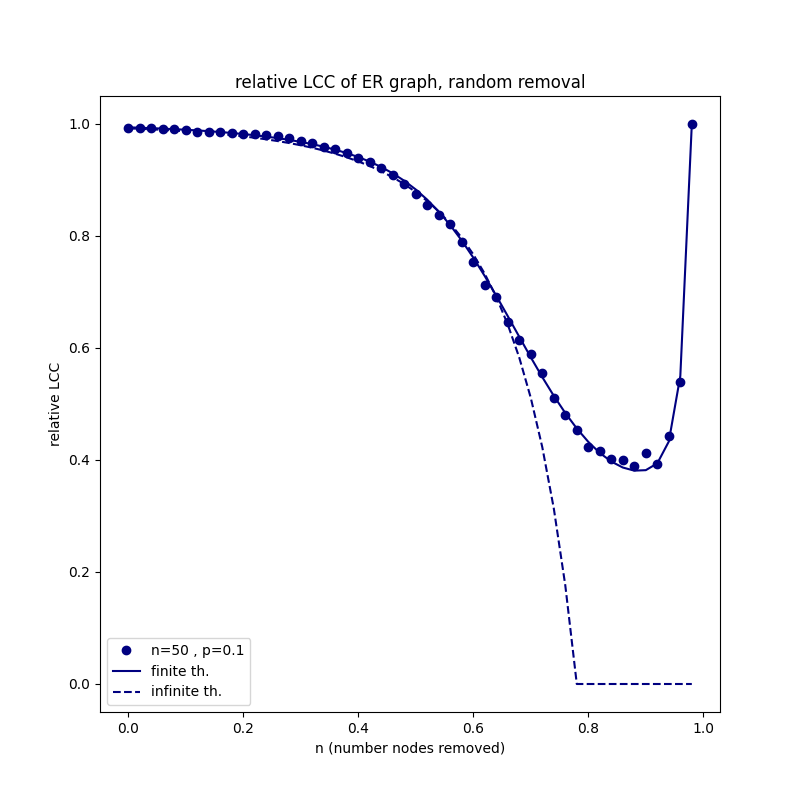 relative LCC of ER graph, random removal
relative LCC
1.0
0.8
0.6
0.4
0.2
0.0
n=50 , p=0.1
finite th.
infinite th.
0.0 0.2 0.4 0.6 0.8 1.0
n (number nodes removed)